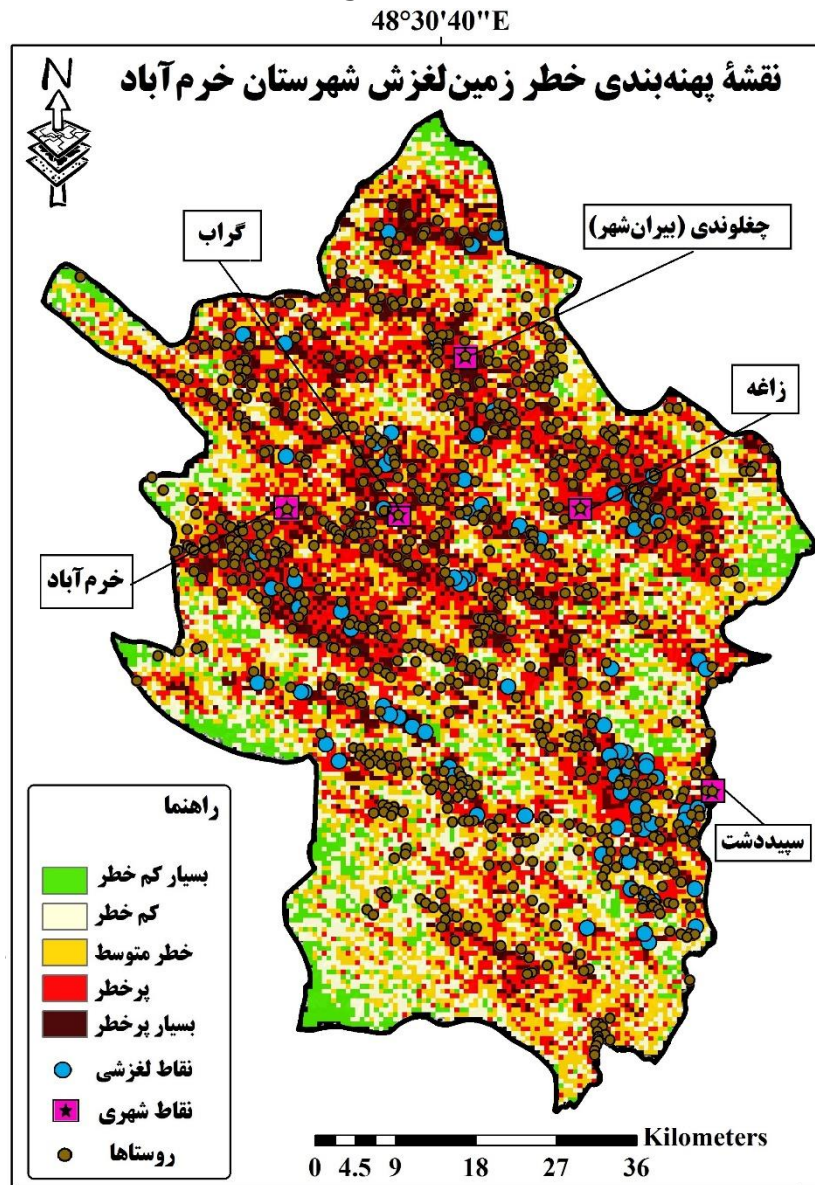 48°30'40"E
N
نقشهٔ پهنه‌بندی خطر زمین‌لغزش شهرستان خرم‌آباد
چغلوندی (بیران‌شهر)
گراب
زاغه
خرم‌آباد
سپیددشت
راهنما
بسیار کم خطر
کم خطر
خطر متوسط
پرخطر
بسیار پرخطر
نقاط لغزشی
نقاط شهری
روستاها
Kilometers
0 4.5 9 18 27 36